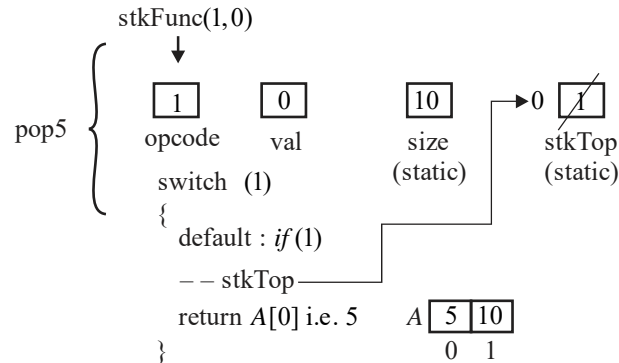 stkFunc(1,0)
pop5
1 0 10 0 1
opcode val size stkTop
(static) (static)
switch (1)
{
default : if (1)
– – stkTop
return A[0] i.e. 5 A 5 10
} 0 1